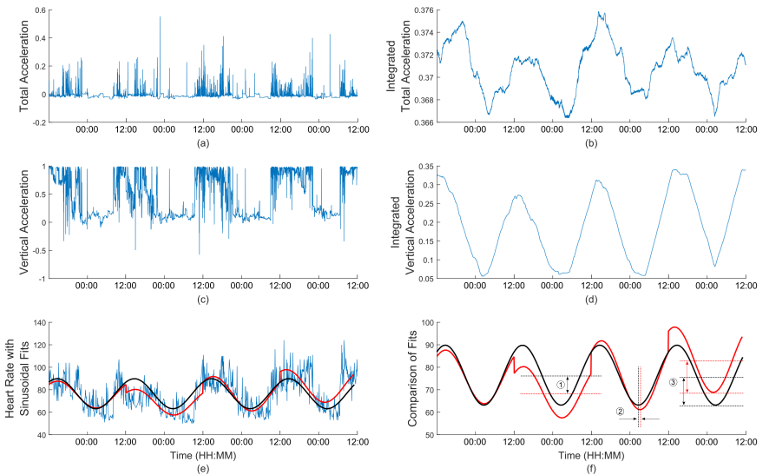 0.6
0.4
0.2
0
-0.2
Total Acceleration
00:00 12:00 00:00 12:00 00:00 12:00 00:00 12:00
(a)
0.376
0.374
0.372
0.37
0.368
0.366
Integrated
Total Acceleration
00:00 12:00 00:00 12:00 00:00 12:00 00:00 12:00
(b)
1
0.5
0
-0.5
-1
Vertical Acceleration
00:00 12:00 00:00 12:00 00:00 12:00 00:00 12:00
(c)
0.35
0.3
0.25
0.2
0.15
0.1
0.05
Integrated
Vertical Acceleration
00:00 12:00 00:00 12:00 00:00 12:00 00:00 12:00
(d)
140
120
100
80
60
40
Heart Rate with
Sinusoidal Fits
00:00 12:00 00:00 12:00 00:00 12:00 00:00 12:00
Time (HH:MM)
(e)
100
90
80
70
60
50
Comparison of Fits
①
②
③
00:00 12:00 00:00 12:00 00:00 12:00 00:00 12:00
Time (HH:MM)
(f)